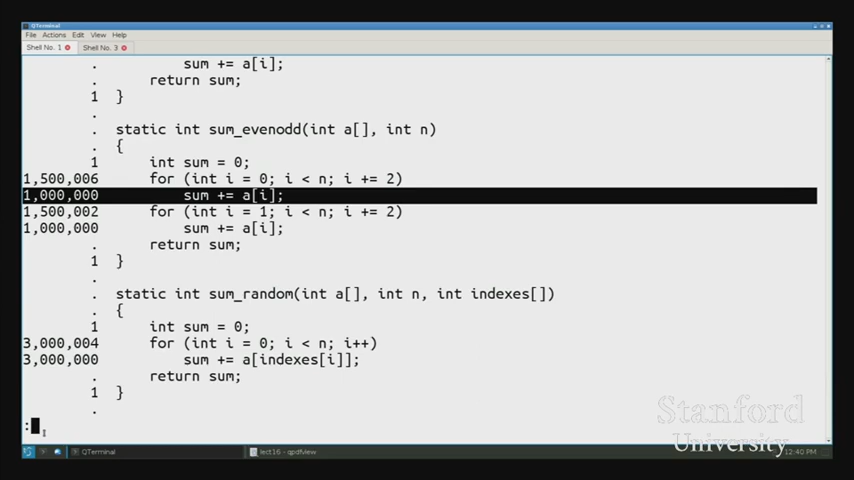 QTerminal
File Actions Edit View Help
Shell No. 1 Shell No. 3
. sum += a[i];
. return sum;
1 }
.
. static int sum_evenodd(int a[], int n)
. {
1 int sum = 0;
1,500,006 for (int i = 0; i < n; i += 2)
1,000,000 sum += a[i];
1,500,002 for (int i = 1; i < n; i += 2)
1,000,000 sum += a[i];
. return sum;
1 }
.
. static int sum_random(int a[], int n, int indexes[])
. {
1 int sum = 0;
3,000,004 for (int i = 0; i < n; i++)
3,000,000 sum += a[indexes[i]];
. return sum;
1 }
.
:
Stanford
University
QTerminal lect16 - qpdfview 12:40 PM